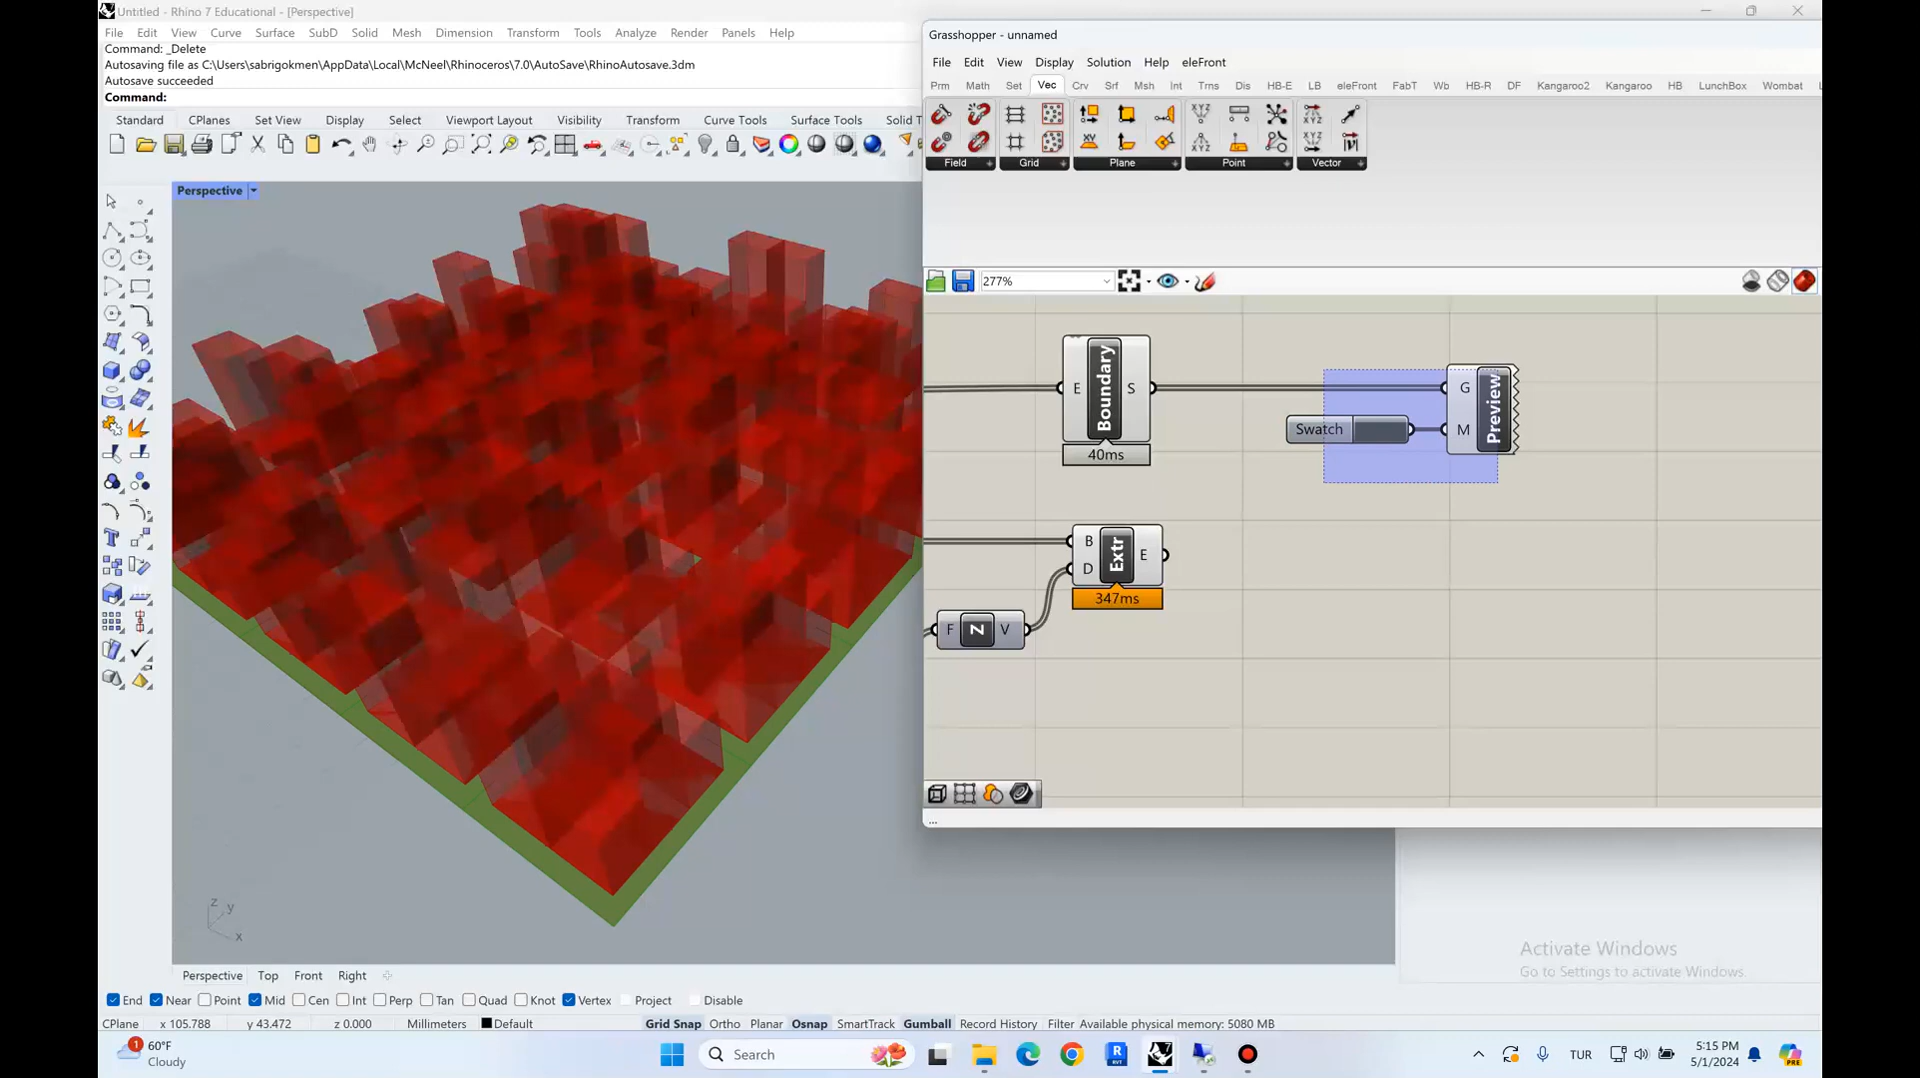 Untitled - Rhino 7 Educational - [Perspective]
File Edit View Curve Surface SubD Solid Mesh Dimension Transform Tools Analyze Render Panels Help
Command: _Delete
Autosaving file as C:\Users\sabrigokmen\AppData\Local\McNeel\Rhinoceros\7.0\AutoSave\RhinoAutosave.3dm
Autosave succeeded
Command:
Standard CPlanes Set View Display Select Viewport Layout Visibility Transform Curve Tools Surface Tools Solid T
Perspective
Grasshopper - unnamed
File Edit View Display Solution Help eleFront
Prm Math Set Vec Crv Srf Msh Int Trns Dis HB-E LB eleFront FabT Wb HB-R DF Kangaroo2 Kangaroo HB LunchBox Wombat
Field Grid Plane Point Vector
277%
E Boundary S
40ms
Swatch
G Preview M
B D Extr E
347ms
F N V
...
z y x
Activate Windows
Go to Settings to activate Windows.
Perspective Top Front Right
End Near Point Mid Cen Int Perp Tan Quad Knot Vertex Project Disable
CPlane x 105.788 y 43.472 z 0.000 Millimeters Default Grid Snap Ortho Planar Osnap SmartTrack Gumball Record History Filter Available physical memory: 5080 MB
1 60°F
Cloudy
Search
TUR
5:15 PM
5/1/2024